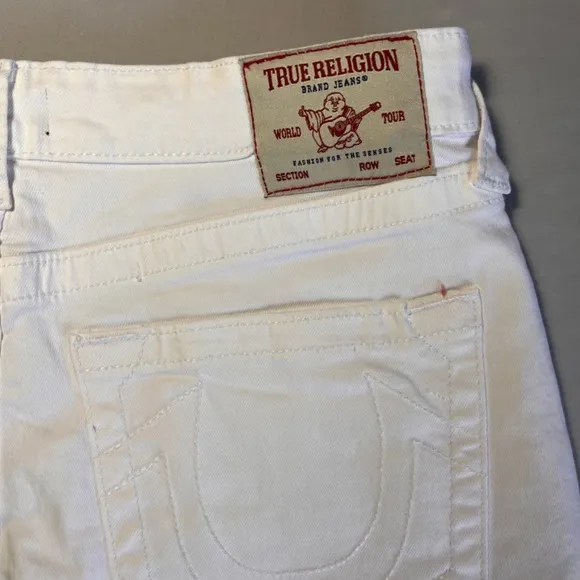 TRUE RELIGION
BRAND JEANS®
WORLD TOUR
FASHION FOR THE SENSES
SECTION ROW SEAT